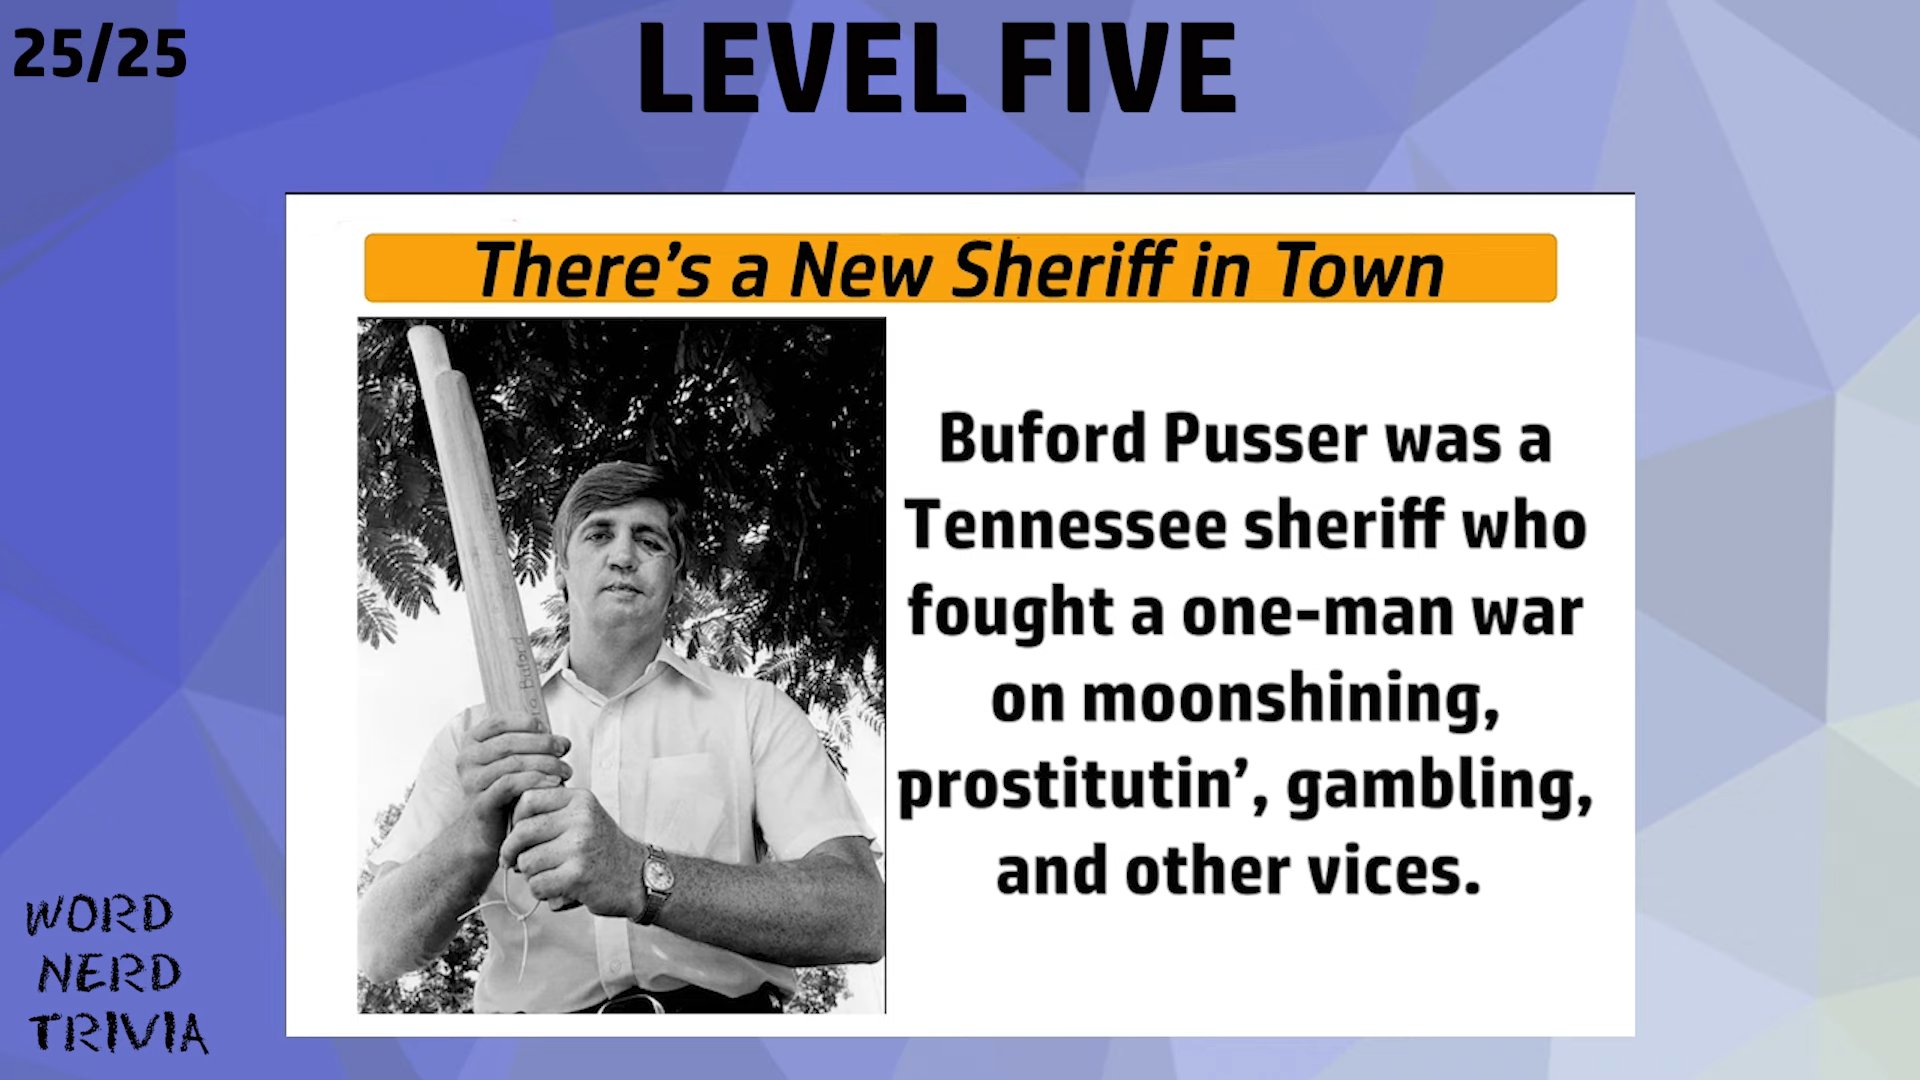 25/25
LEVEL FIVE
There's a New Sheriff in Town
Buford Pusser was a
Tennessee sheriff who
fought a one-man war
on moonshining,
prostitutin', gambling,
and other vices.
Buford
WORD
NERD
TRIVIA